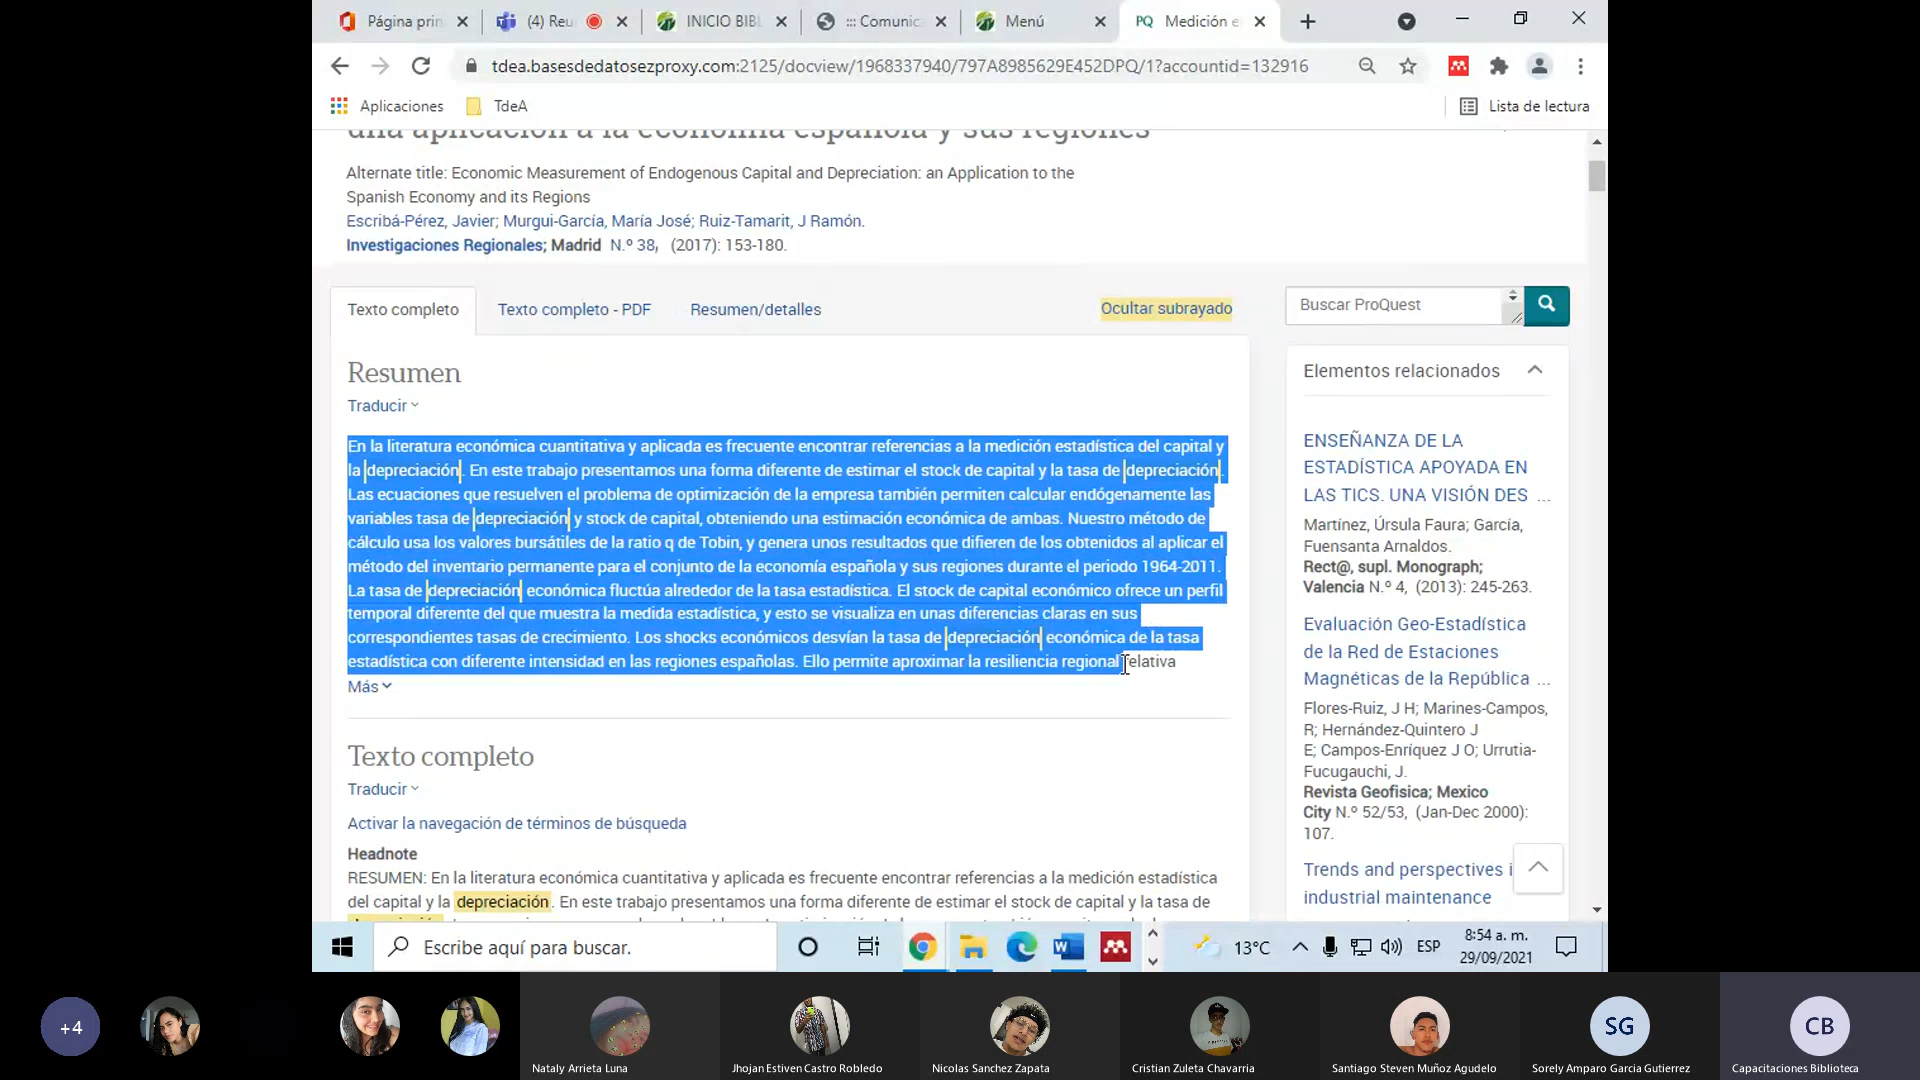 Página prin
(4) Reu
INICIO BIBL
::: Comunica
Menú
PQ Medición e
tdea.basesdedatosezproxy.com:2125/docview/1968337940/797A8985629E452DPQ/1?accountid=132916
Aplicaciones
TdeA
Lista de lectura
una aplicación a la economía española y sus regiones
Alternate title: Economic Measurement of Endogenous Capital and Depreciation: an Application to the
Spanish Economy and its Regions
Escribá-Pérez, Javier; Murgui-García, María José; Ruiz-Tamarit, J Ramón.
Investigaciones Regionales; Madrid N.º 38, (2017): 153-180.
Texto completo
Texto completo - PDF
Resumen/detalles
Ocultar subrayado
Resumen
Traducir
En la literatura económica cuantitativa y aplicada es frecuente encontrar referencias a la medición estadística del capital y
la depreciación. En este trabajo presentamos una forma diferente de estimar el stock de capital y la tasa de depreciación.
Las ecuaciones que resuelven el problema de optimización de la empresa también permiten calcular endógenamente las
variables tasa de depreciación y stock de capital, obteniendo una estimación económica de ambas. Nuestro método de
cálculo usa los valores bursátiles de la ratio q de Tobin, y genera unos resultados que difieren de los obtenidos al aplicar el
método del inventario permanente para el conjunto de la economía española y sus regiones durante el periodo 1964-2011.
La tasa de depreciación económica fluctúa alrededor de la tasa estadística. El stock de capital económico ofrece un perfil
temporal diferente del que muestra la medida estadística, y esto se visualiza en unas diferencias claras en sus
correspondientes tasas de crecimiento. Los shocks económicos desvían la tasa de depreciación económica de la tasa
estadística con diferente intensidad en las regiones españolas. Ello permite aproximar la resiliencia regional relativa
Más
Texto completo
Traducir
Activar la navegación de términos de búsqueda
Headnote
RESUMEN: En la literatura económica cuantitativa y aplicada es frecuente encontrar referencias a la medición estadística
del capital y la depreciación. En este trabajo presentamos una forma diferente de estimar el stock de capital y la tasa de
Buscar ProQuest
Elementos relacionados
ENSEÑANZA DE LA
ESTADÍSTICA APOYADA EN
LAS TICS. UNA VISIÓN DES ...
Martínez, Úrsula Faura; García,
Fuensanta Arnaldos.
Rect@, supl. Monograph;
Valencia N.º 4, (2013): 245-263.
Evaluación Geo-Estadística
de la Red de Estaciones
Magnéticas de la República ...
Flores-Ruiz, J H; Marines-Campos,
R; Hernández-Quintero J
E; Campos-Enríquez J O; Urrutia-
Fucugauchi, J.
Revista Geofisica; Mexico
City N.º 52/53, (Jan-Dec 2000):
107.
Trends and perspectives i
industrial maintenance
Escribe aquí para buscar.
13°C
ESP
8:54 a. m.
29/09/2021
+4
Nataly Arrieta Luna
Jhojan Estiven Castro Robledo
Nicolas Sanchez Zapata
Cristian Zuleta Chavarria
Santiago Steven Muñoz Agudelo
SG
Sorely Amparo Garcia Gutierrez
CB
Capacitaciones Biblioteca